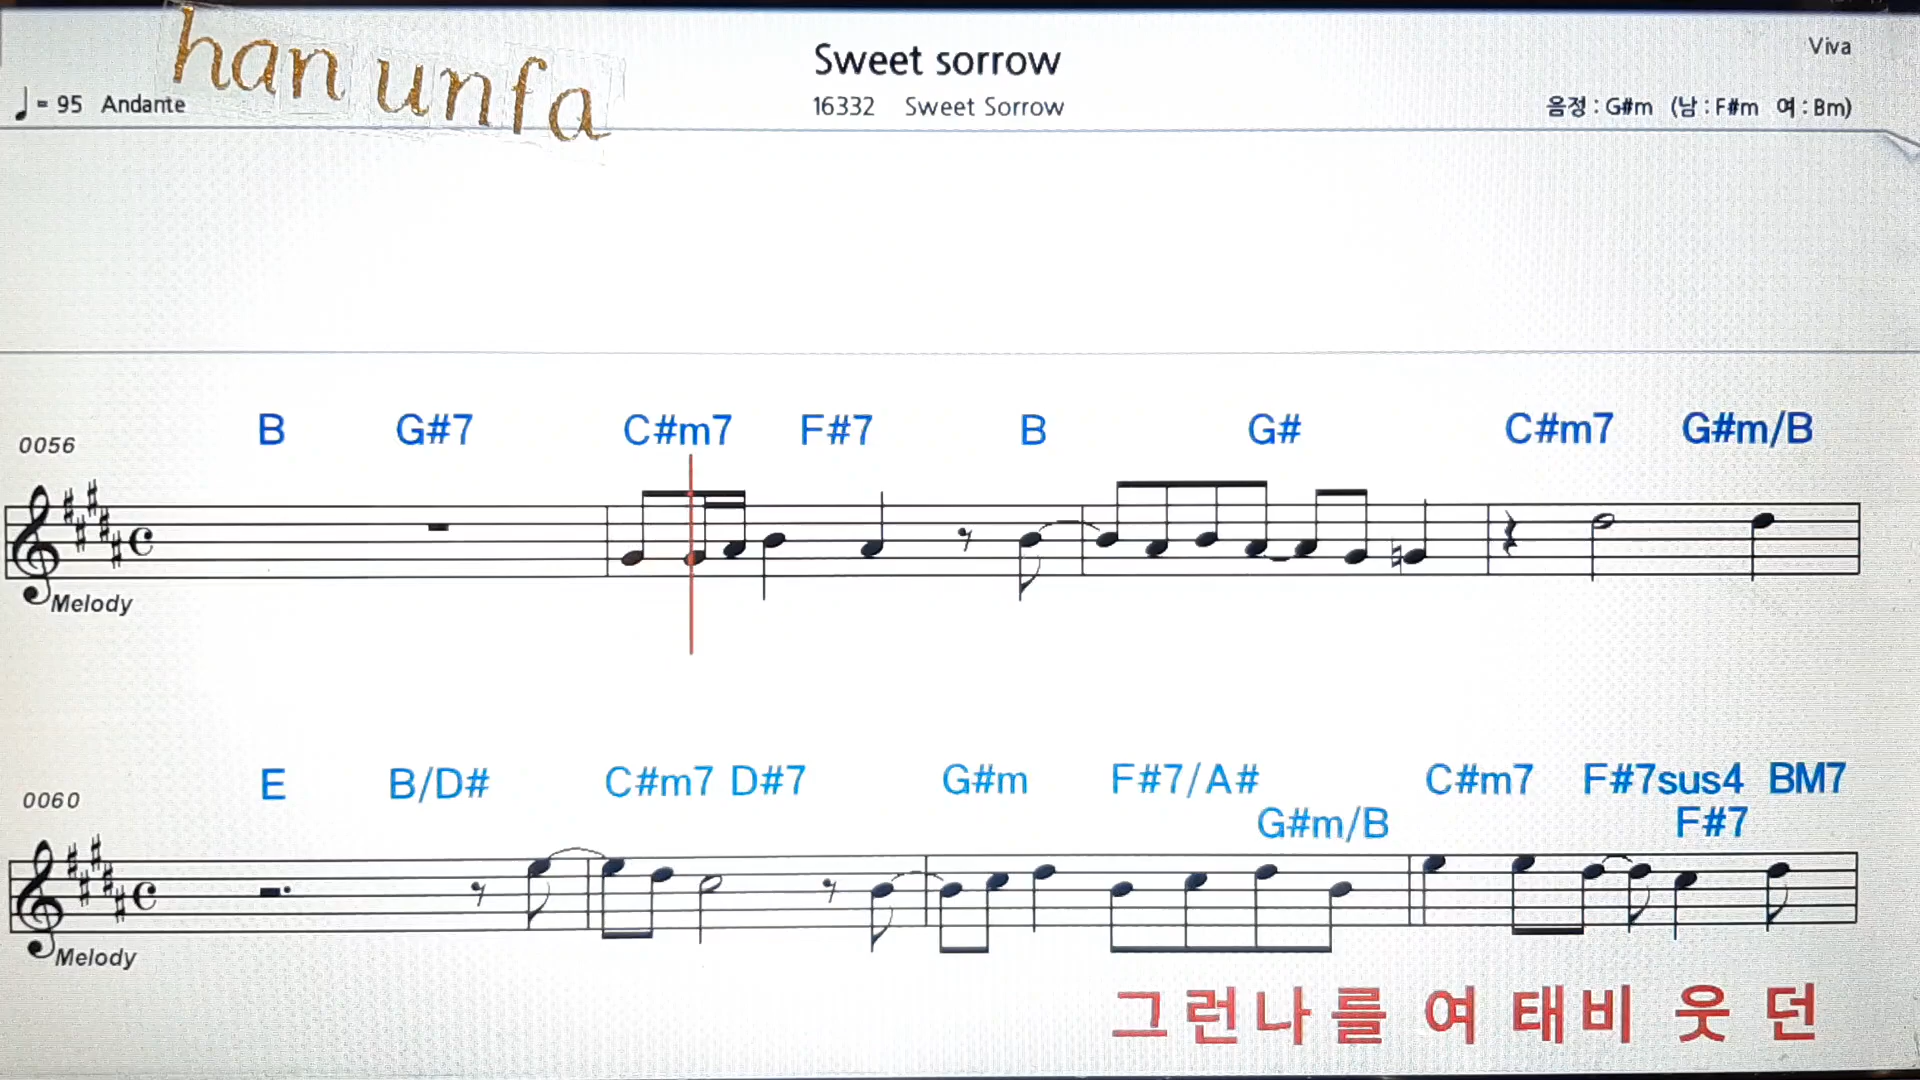 han unfa
Sweet sorrow
Viva
= 95 Andante
16332 Sweet Sorrow
음정 : G#m (남 : F#m 여 : Bm)
B G#7 C#m7 F#7 B G# C#m7 G#m/B
0056
Melody
E B/D# C#m7 D#7 G#m F#7/A# C#m7 F#7sus4 BM7
0060
G#m/B F#7
Melody
그런나를 여 태비 웃 던